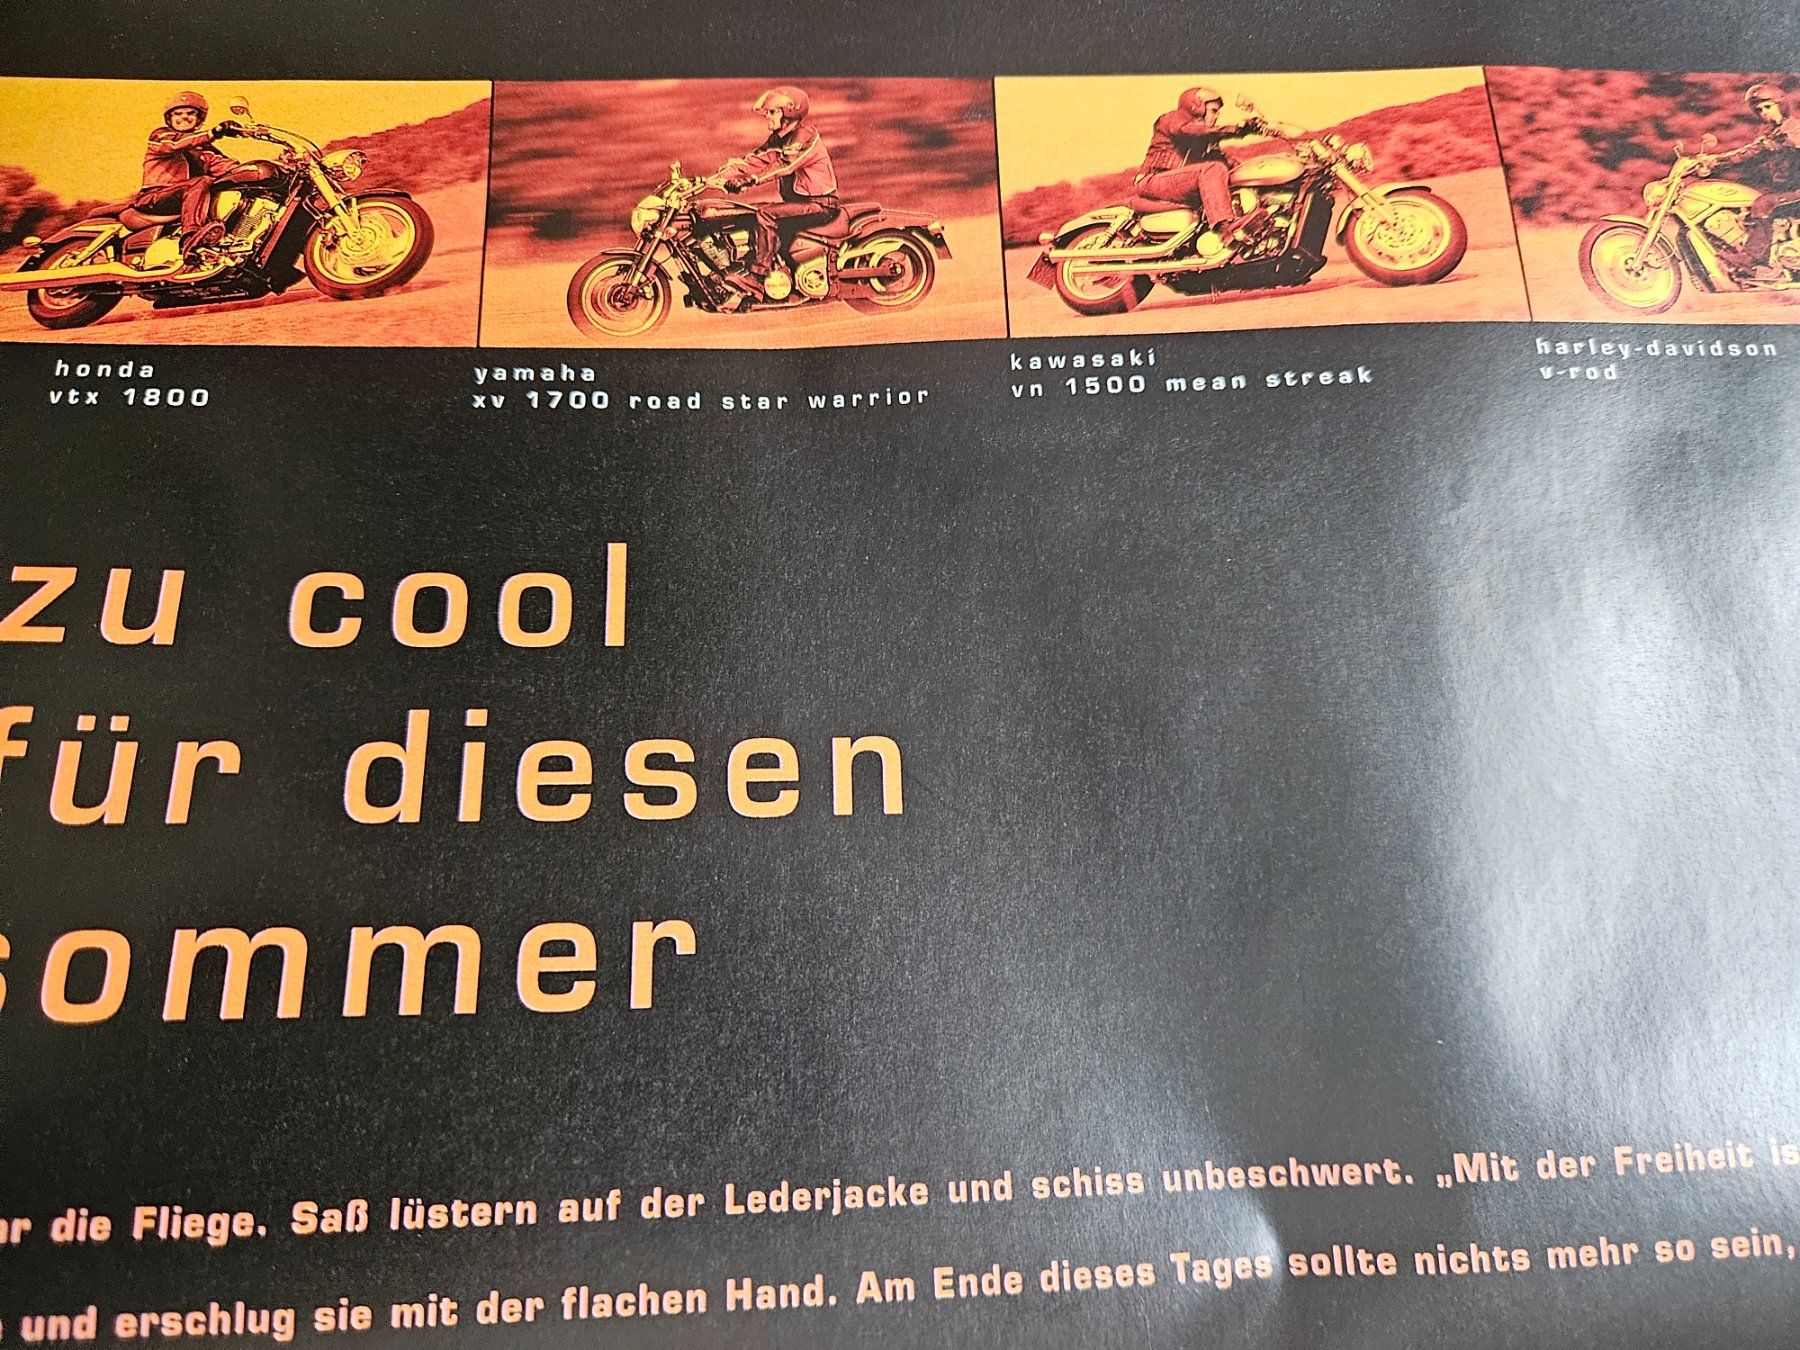 honda
vtx 1800
yamaha
xv 1700 road star warrior
kawasaki
vn 1500 mean streak
harley-davidson
v-rod
zu cool
für diesen
sommer
die Fliege. Saß lüstern auf der Lederjacke und schiss unbeschwert. „Mit der Freiheit is
und erschlug sie mit der flachen Hand. Am Ende dieses Tages sollte nichts mehr so sein,